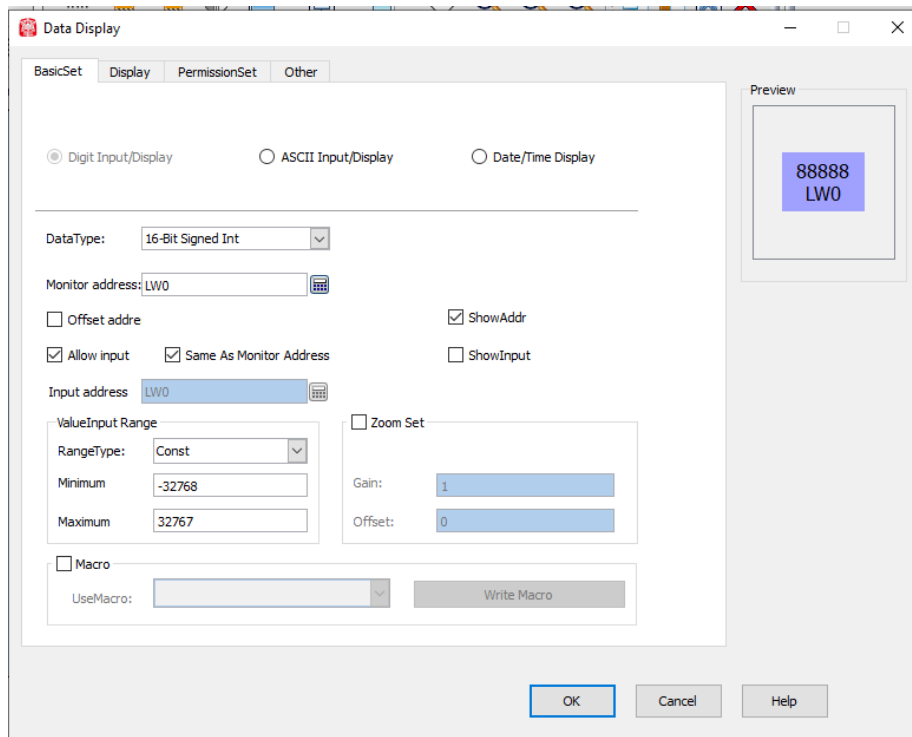 Data Display
BasicSet Display PermissionSet Other
Preview
Digit Input/Display ASCII Input/Display Date/Time Display
88888
LW0
DataType: 16-Bit Signed Int
Monitor address: LW0
Offset addre ShowAddr
Allow input Same As Monitor Address ShowInput
Input address LW0
ValueInput Range Zoom Set
RangeType: Const
Minimum -32768 Gain: 1
Maximum 32767 Offset: 0
Macro
UseMacro: Write Macro
OK Cancel Help